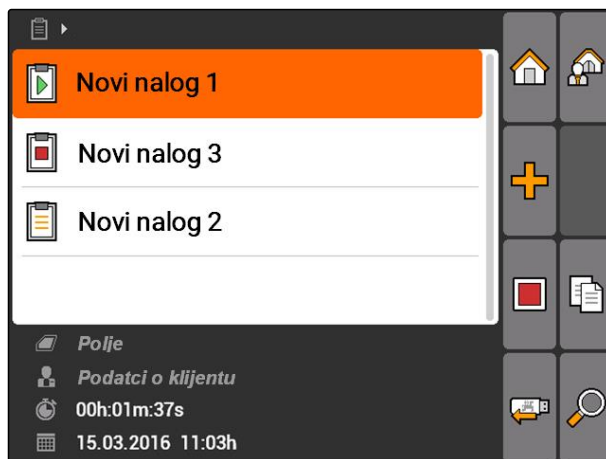 Novi nalog 1
Novi nalog 3
Novi nalog 2
Polje
Podatci o klijentu
00h:01m:37s
15.03.2016 11:03h